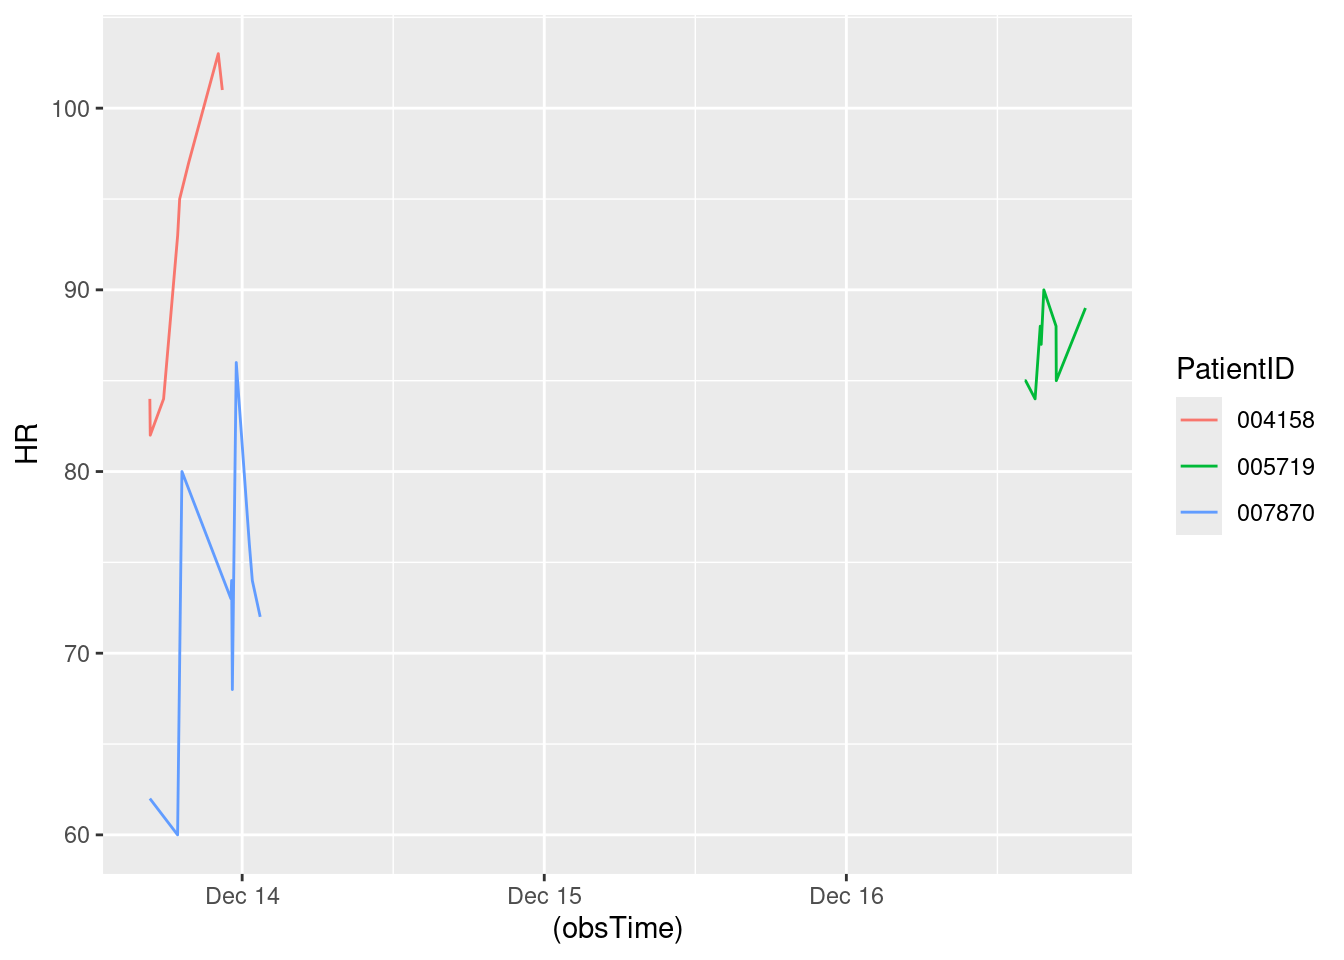 100
90
80
70
60
HR
Dec 14
Dec 15
Dec 16
(obsTime)
PatientID
004158
005719
007870